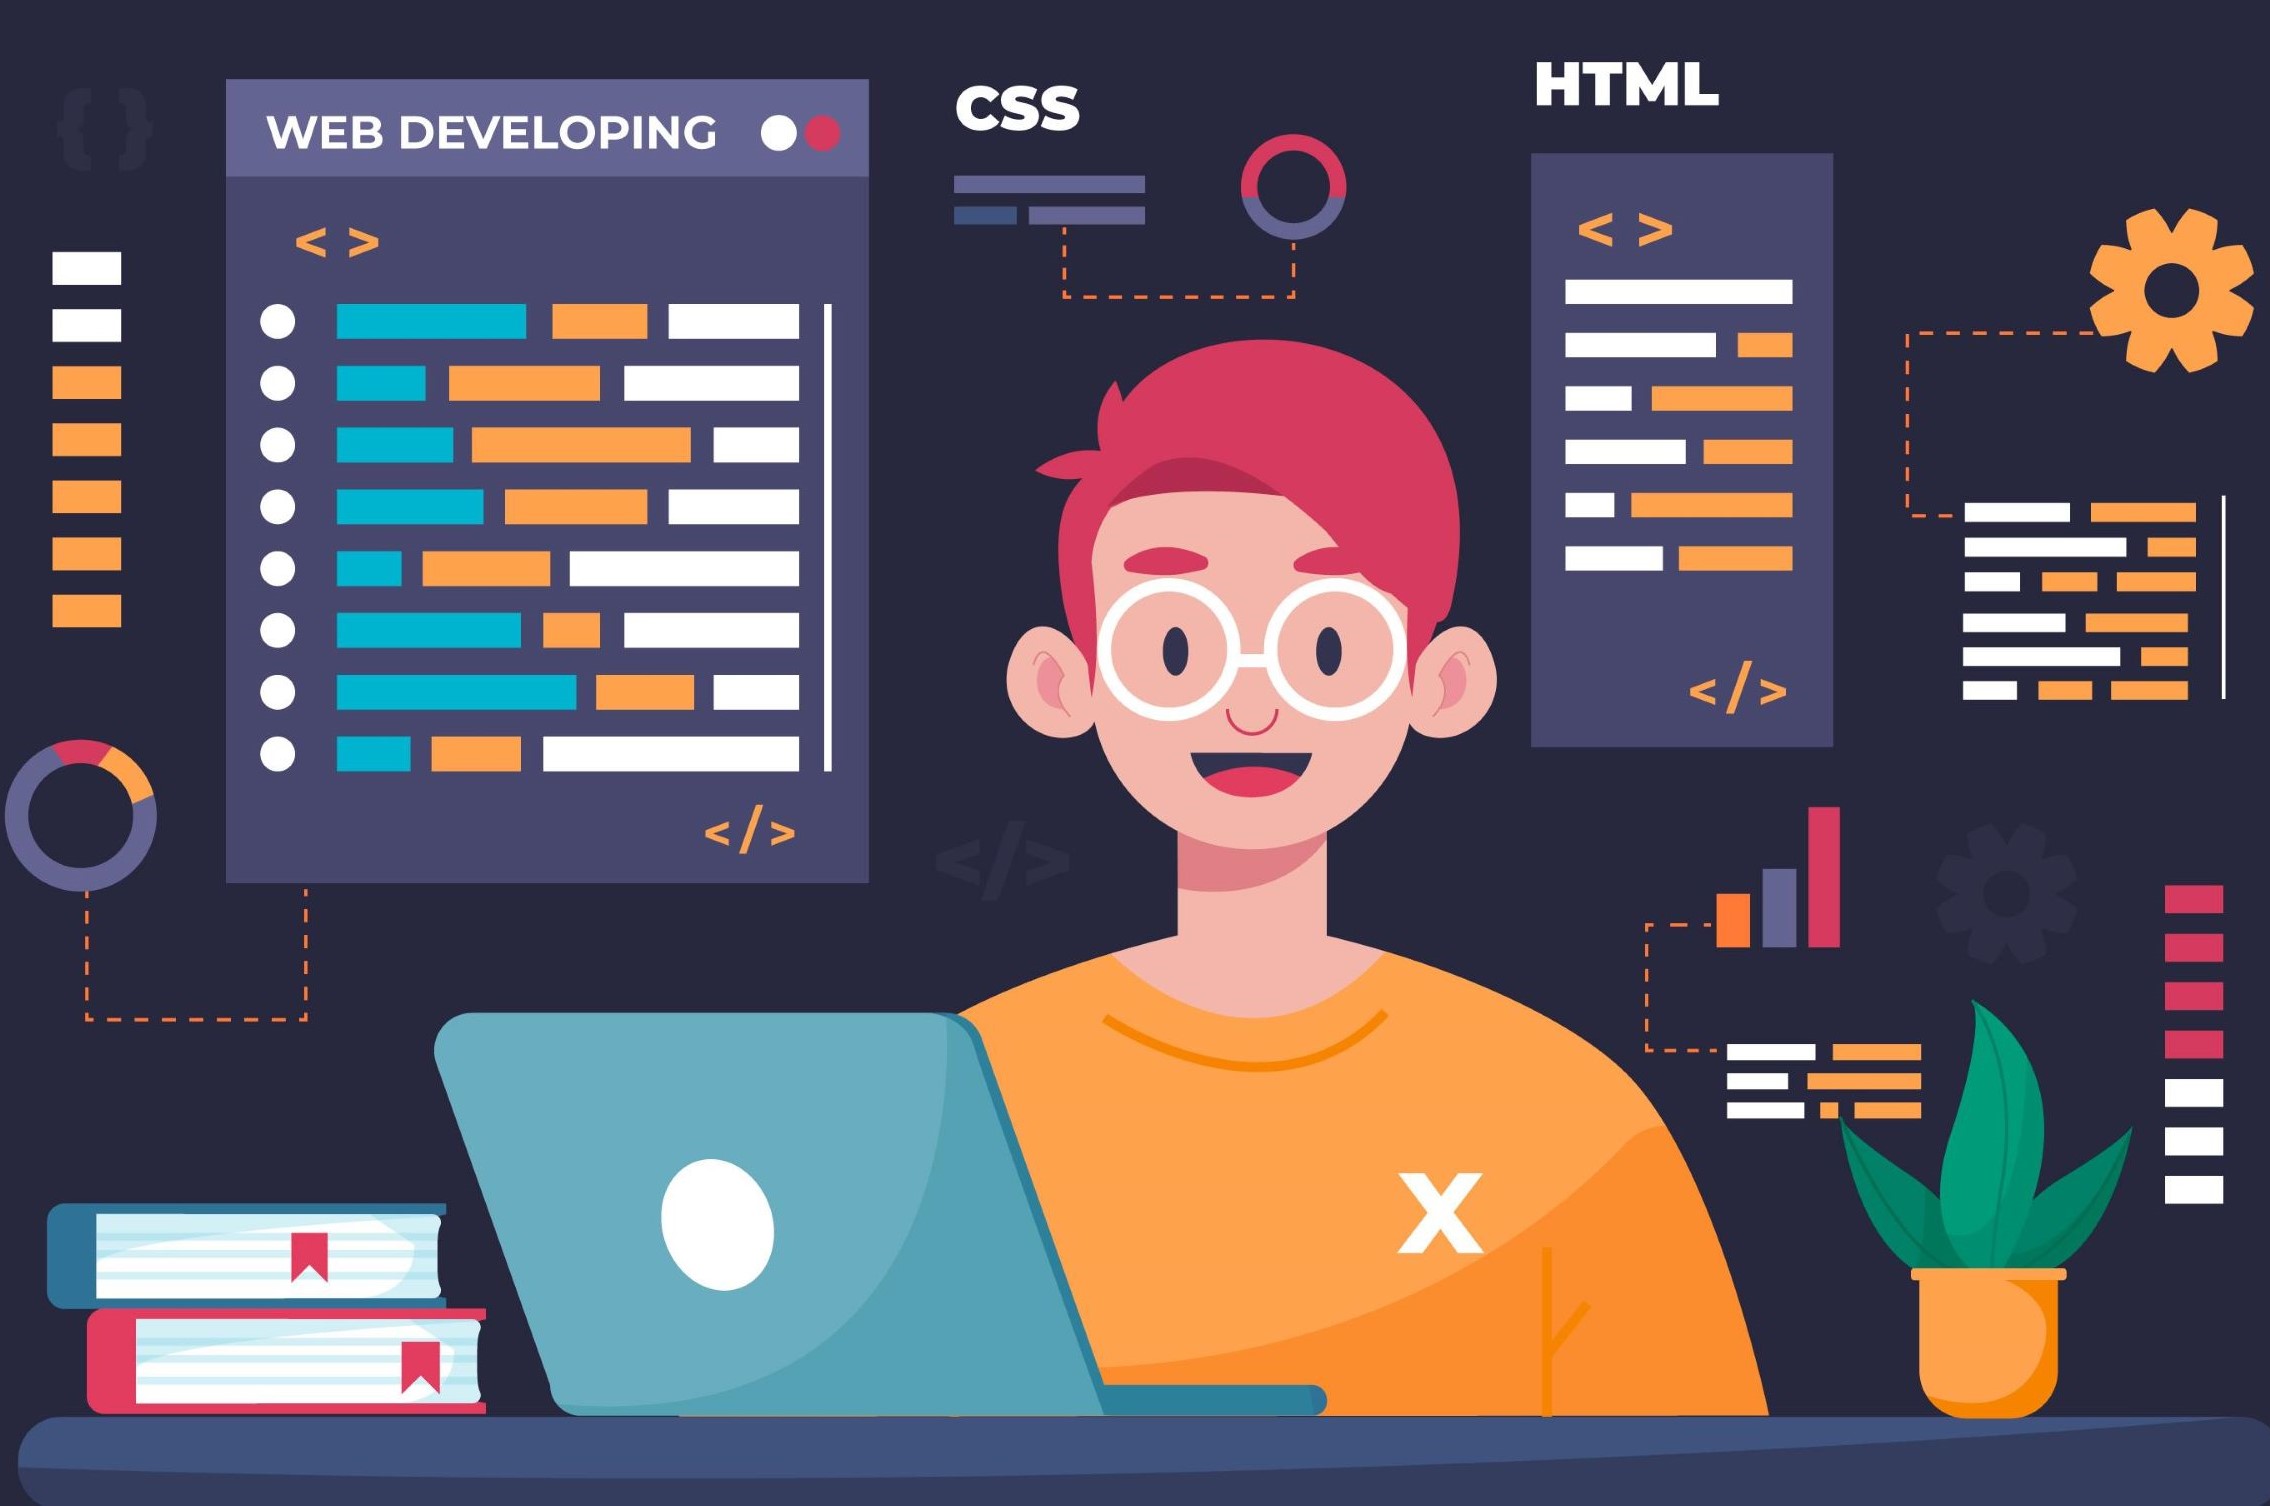 WEB DEVELOPING
< >
</>
CSS
HTML
< >
</>
{ }
</>
X